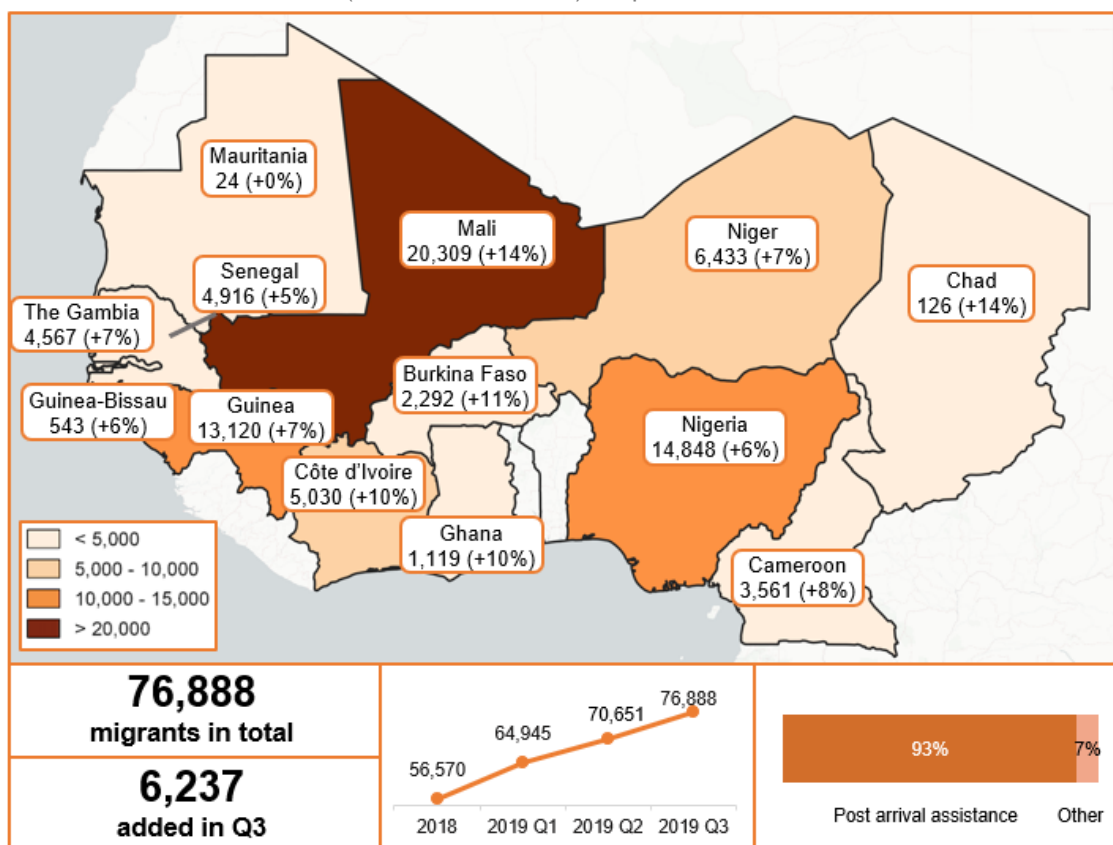 Mauritania
24 (+0%)
Mali
20,309 (+14%)
Niger
6,433 (+7%)
Senegal
4,916 (+5%)
Chad
126 (+14%)
The Gambia
4,567 (+7%)
Burkina Faso
2,292 (+11%)
Guinea-Bissau
543 (+6%)
Guinea
13,120 (+7%)
Nigeria
14,848 (+6%)
Côte d'Ivoire
5,030 (+10%)
Ghana
1,119 (+10%)
Cameroon
3,561 (+8%)
< 5,000
5,000 - 10,000
10,000 - 15,000
> 20,000
76,888
migrants in total
6,237
added in Q3
56,570
64,945
70,651
76,888
2018
2019 Q1
2019 Q2
2019 Q3
93%
7%
Post arrival assistance
Other